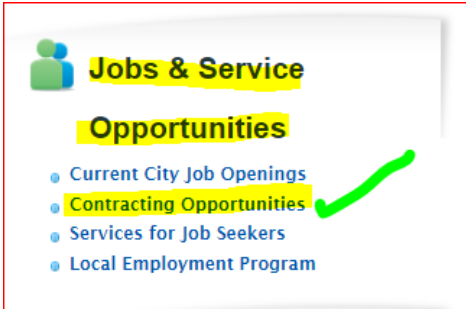 Jobs & Service
Opportunities
Current City Job Openings
Contracting Opportunities
Services for Job Seekers
Local Employment Program